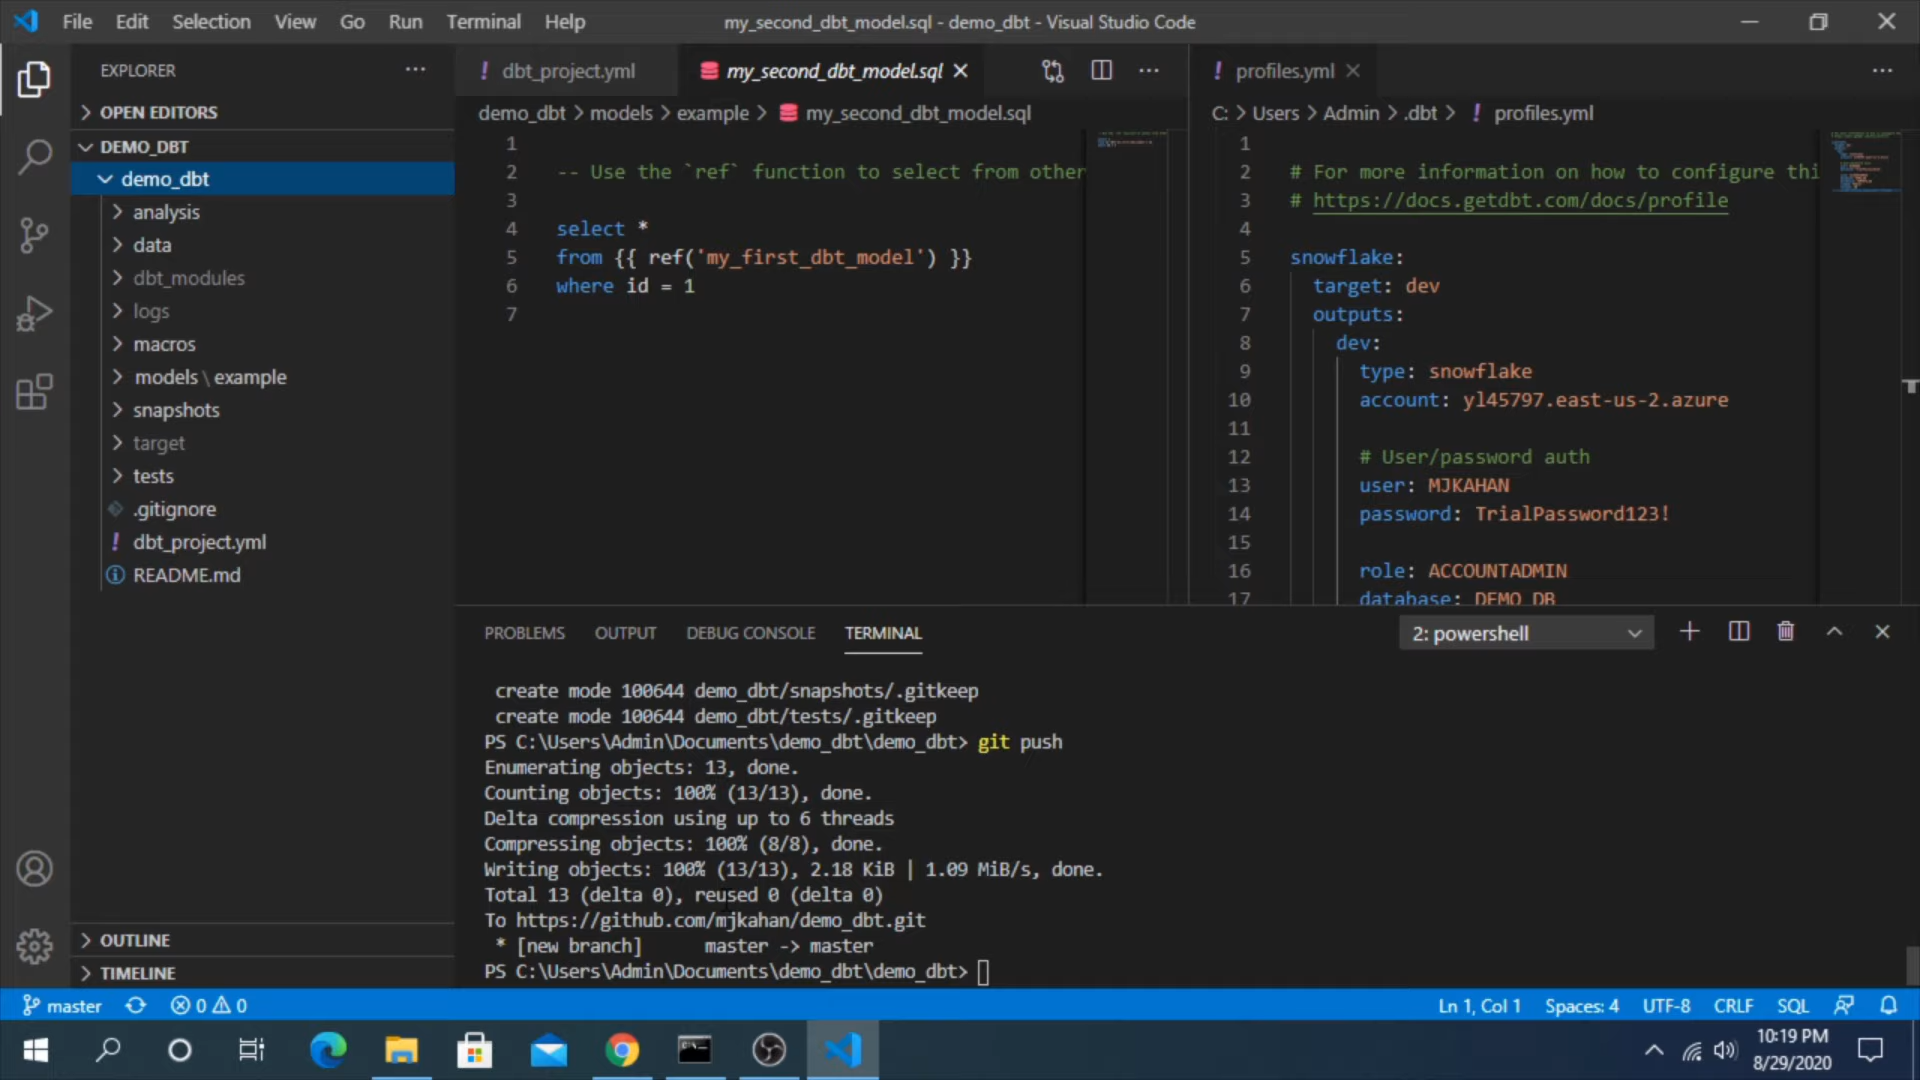 File Edit Selection View Go Run Terminal Help
my_second_dbt_model.sql - demo_dbt - Visual Studio Code
EXPLORER
OPEN EDITORS
DEMO_DBT
demo_dbt
analysis
data
dbt_modules
logs
macros
models\example
snapshots
target
tests
.gitignore
dbt_project.yml
README.md
OUTLINE
TIMELINE
dbt_project.yml
my_second_dbt_model.sql
demo_dbt > models > example > my_second_dbt_model.sql
1
2 -- Use the `ref` function to select from other
3
4 select *
5 from {{ ref('my_first_dbt_model') }}
6 where id = 1
7
profiles.yml
C: > Users > Admin > .dbt > profiles.yml
1
2 # For more information on how to configure thi
3 # https://docs.getdbt.com/docs/profile
4
5 snowflake:
6 target: dev
7 outputs:
8 dev:
9 type: snowflake
10 account: yl45797.east-us-2.azure
11
12 # User/password auth
13 user: MJKAHAN
14 password: TrialPassword123!
15
16 role: ACCOUNTADMIN
17 database: DEMO_DB
PROBLEMS OUTPUT DEBUG CONSOLE TERMINAL
2: powershell
create mode 100644 demo_dbt/snapshots/.gitkeep
create mode 100644 demo_dbt/tests/.gitkeep
PS C:\Users\Admin\Documents\demo_dbt\demo_dbt> git push
Enumerating objects: 13, done.
Counting objects: 100% (13/13), done.
Delta compression using up to 6 threads
Compressing objects: 100% (8/8), done.
Writing objects: 100% (13/13), 2.18 KiB | 1.09 MiB/s, done.
Total 13 (delta 0), reused 0 (delta 0)
To https://github.com/mjkahan/demo_dbt.git
* [new branch] master -> master
PS C:\Users\Admin\Documents\demo_dbt\demo_dbt>
master 0 0
Ln 1, Col 1 Spaces: 4 UTF-8 CRLF SQL
10:19 PM
8/29/2020